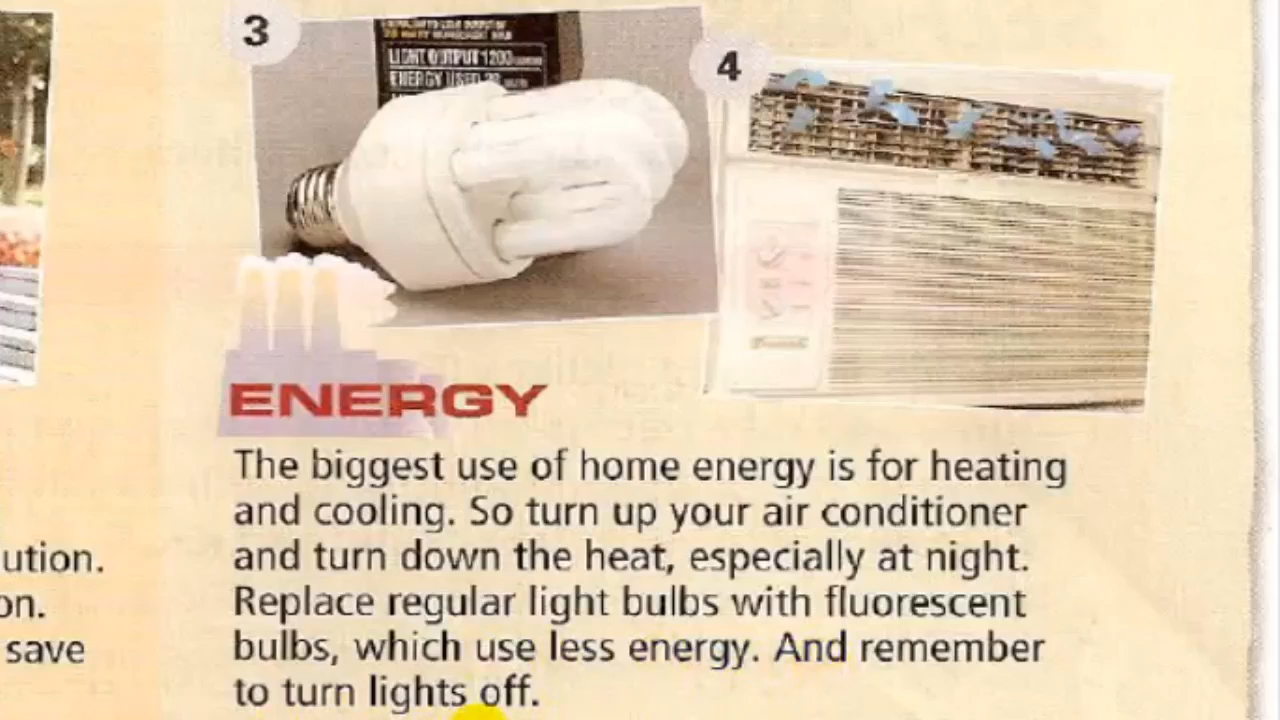 3
LIGHT OUTPUT 1200
ENERGY USED
4
ENERGY
The biggest use of home energy is for heating
and cooling. So turn up your air conditioner
and turn down the heat, especially at night.
Replace regular light bulbs with fluorescent
bulbs, which use less energy. And remember
to turn lights off.
ution.
on.
save